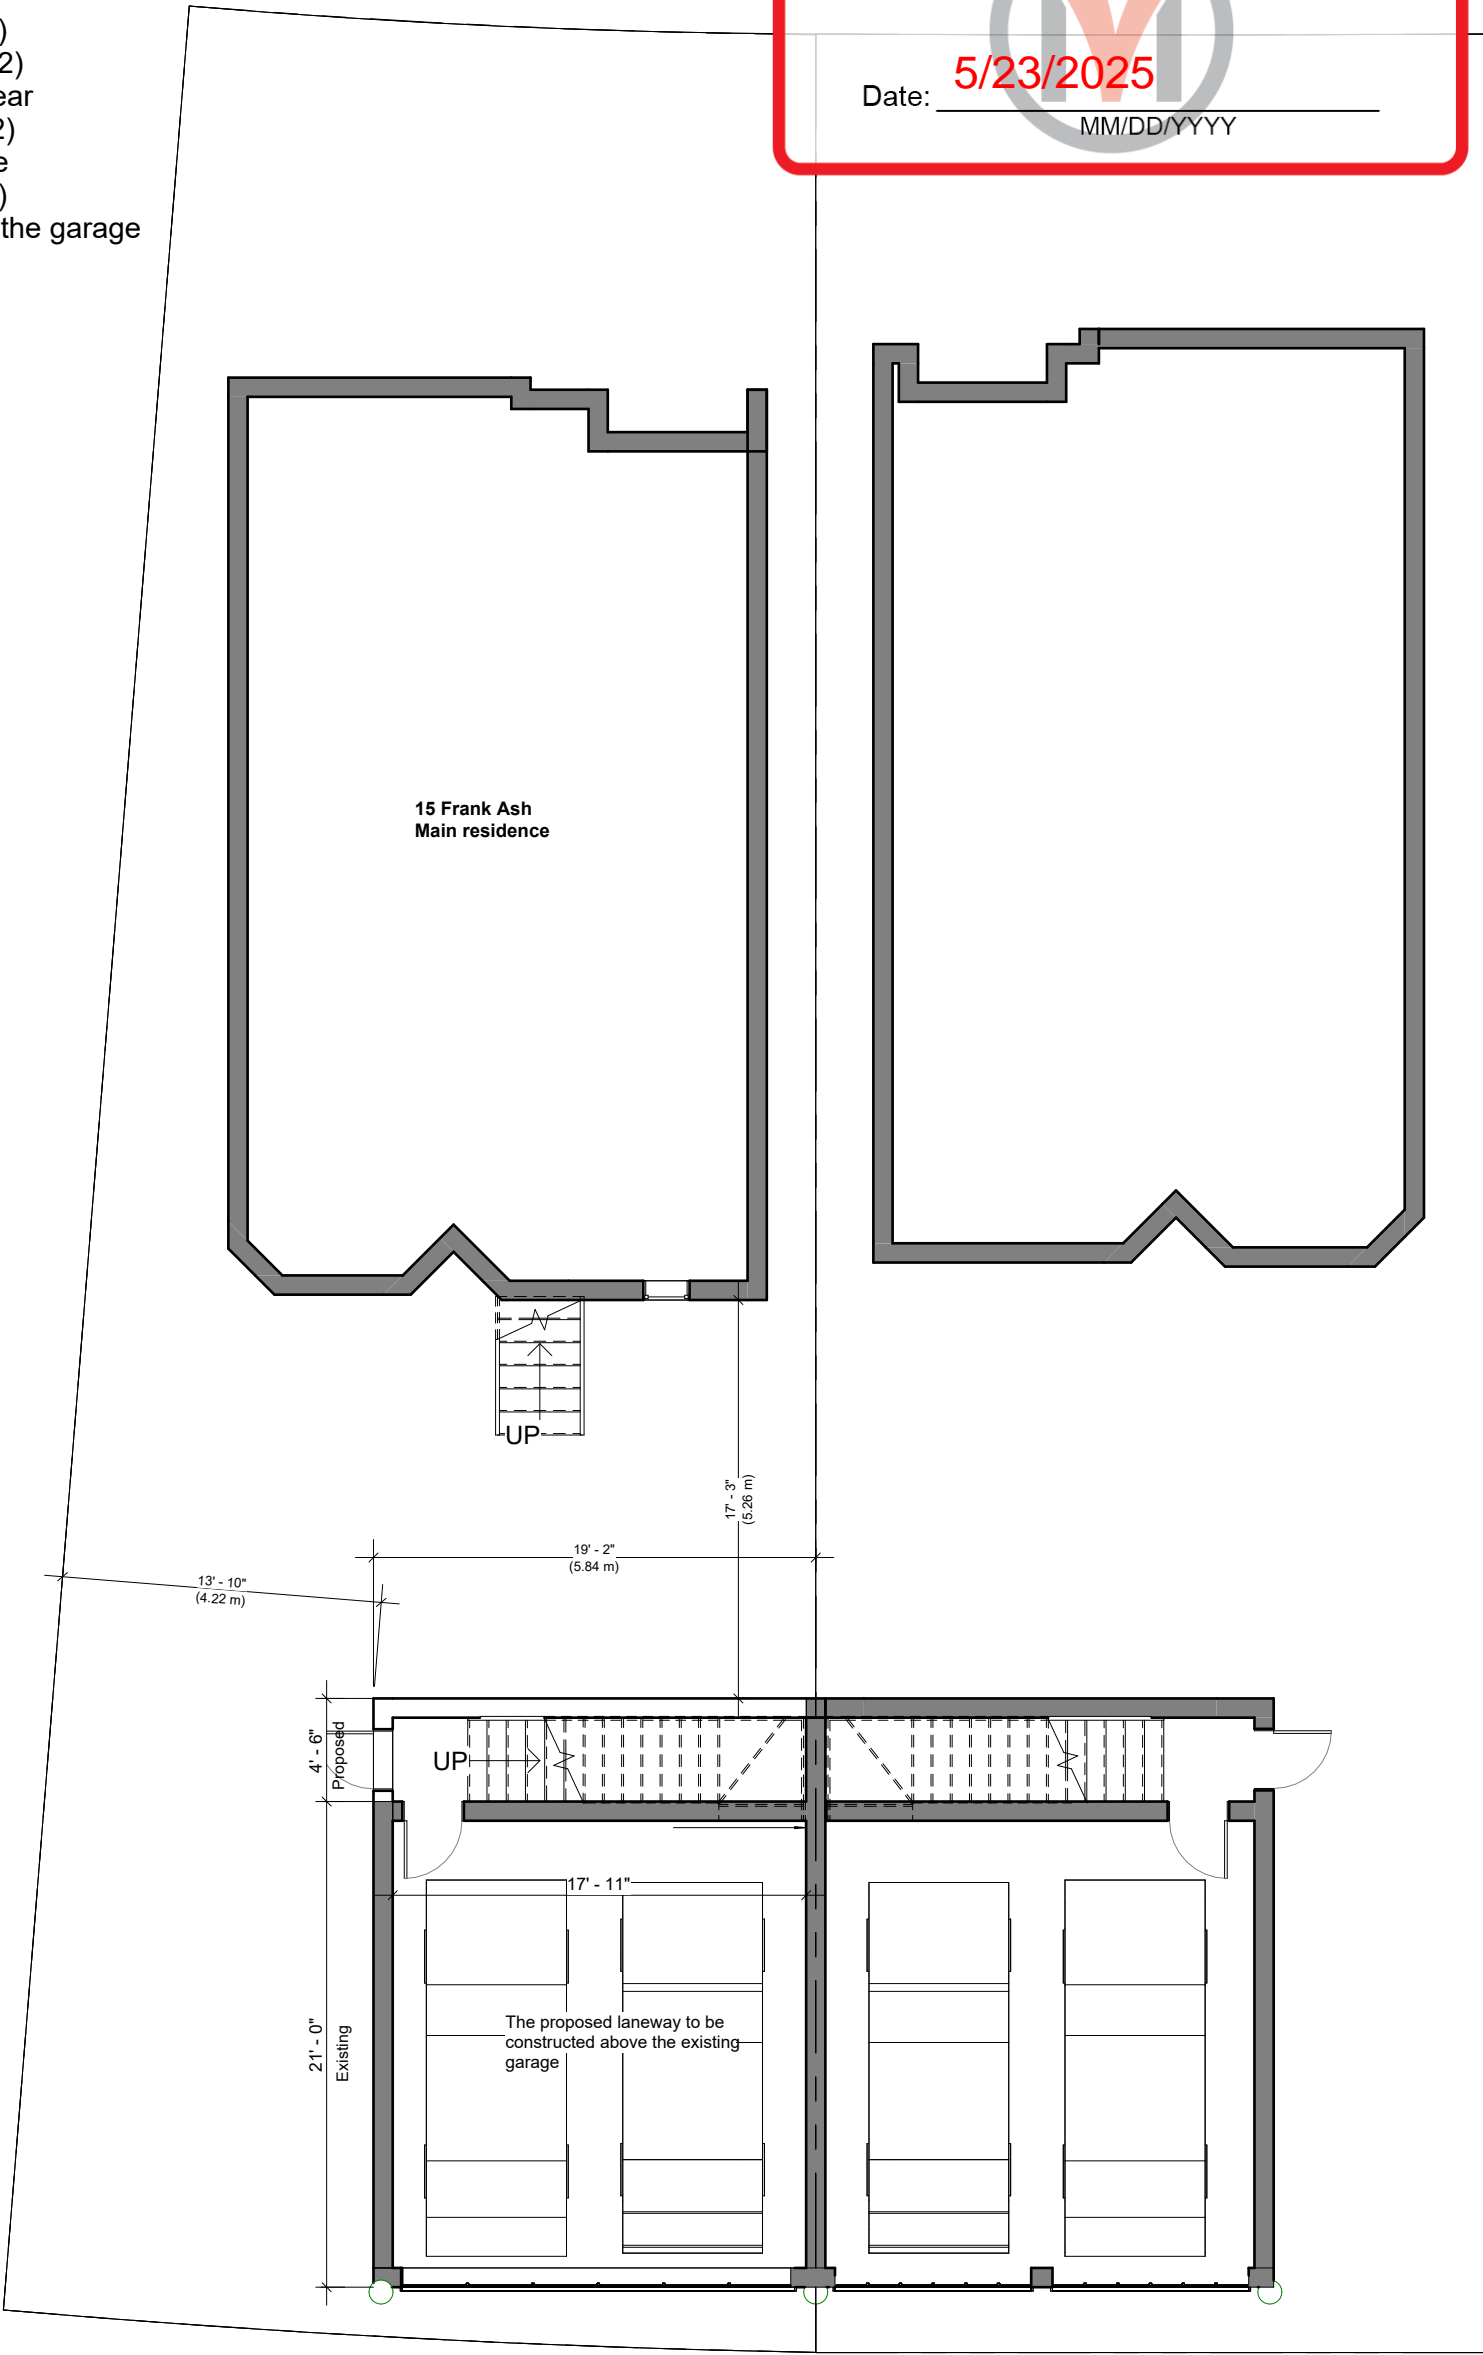 )
2)
ear
2)
e
)
the garage
5/23/2025
Date:
MM/DD/YYYY
15 Frank Ash
Main residence
UP
17' - 3"
(5.26 m)
19' - 2"
(5.84 m)
13' - 10"
(4.22 m)
4' - 6"
Proposed
UP
17' - 11"
21' - 0"
Existing
The proposed laneway to be
constructed above the existing
garage